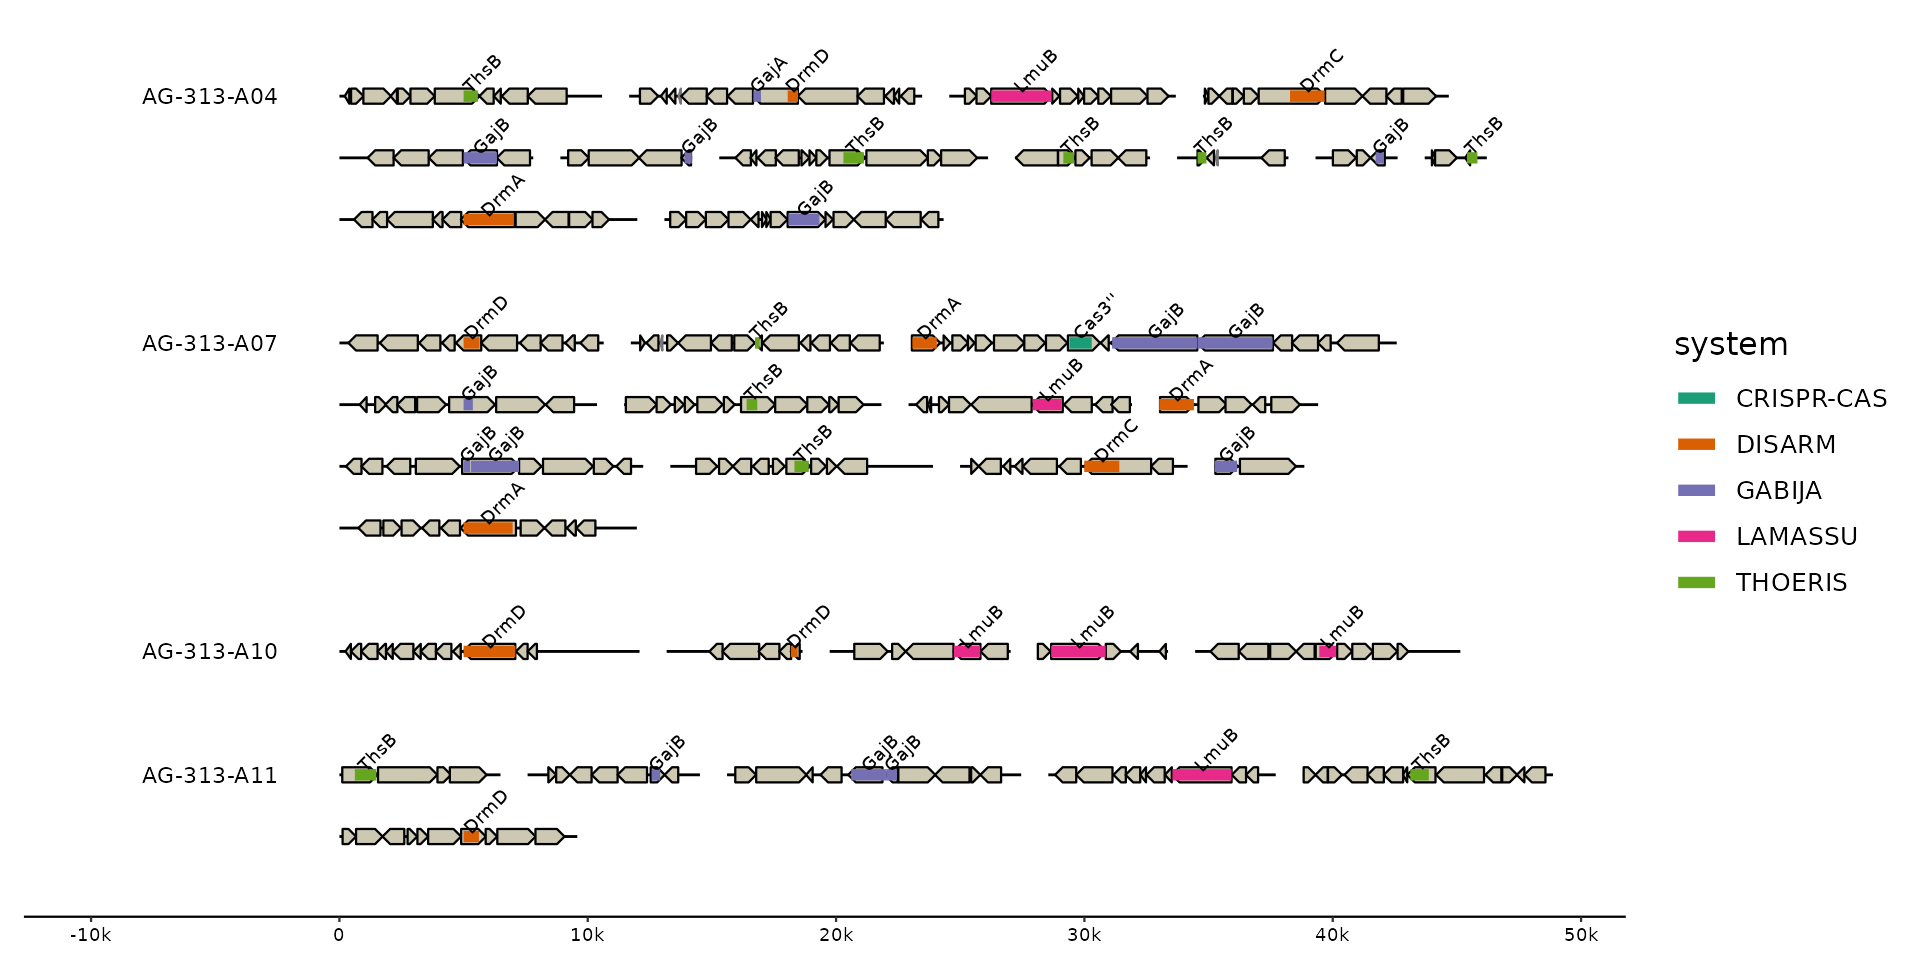 ThsB GajA DrmD LmuB DrmC
AG-313-A04
GajB GajB ThsB ThsB ThsB GajB ThsB
DrmA GajB
DrmD ThsB DrmA Cas3'' GajB GajB
AG-313-A07
GajB ThsB LmuB DrmA
GajB GajB ThsB DrmC GajB
DrmA
DrmD DrmD LmuB LmuB LmuB
AG-313-A10
ThsB GajB GajB GajB LmuB ThsB
AG-313-A11
DrmD
system
CRISPR-CAS
DISARM
GABIJA
LAMASSU
THOERIS
-10k 0 10k 20k 30k 40k 50k